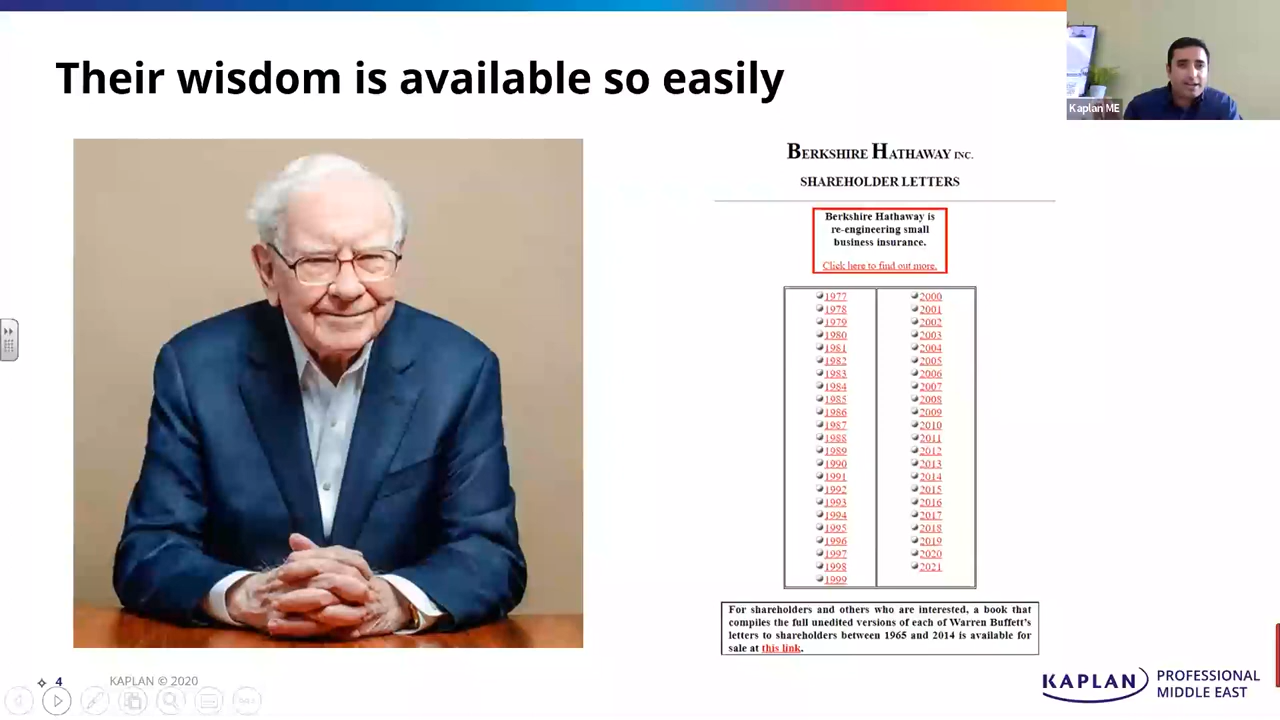 Their wisdom is available so easily
Kaplan ME
BERKSHIRE HATHAWAY INC.
SHAREHOLDER LETTERS
Berkshire Hathaway is
re-engineering small
business insurance.
Click here to find out more.
1977
1978
1979
1980
1981
1982
1983
1984
1985
1986
1987
1988
1989
1990
1991
1992
1993
1994
1995
1996
1997
1998
1999
2000
2001
2002
2003
2004
2005
2006
2007
2008
2009
2010
2011
2012
2013
2014
2015
2016
2017
2018
2019
2020
2021
For shareholders and others who are interested, a book that
compiles the full unedited versions of each of Warren Buffett's
letters to shareholders between 1965 and 2014 is available for
sale at this link.
4
KAPLAN © 2020
KAPLAN
PROFESSIONAL
MIDDLE EAST